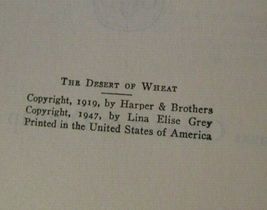 THE DESERT OF WHEAT
Copyright, 1919, by Harper & Brothers
Copyright, 1947, by Lina Elise Grey
Printed in the United States of America